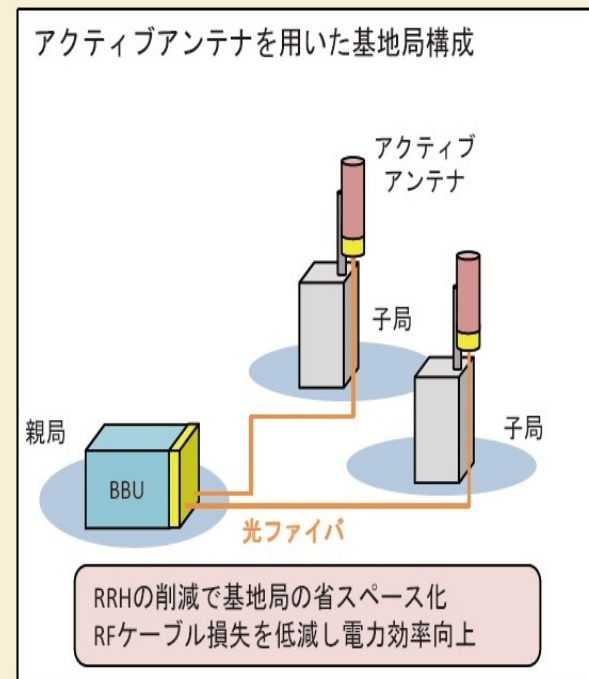 アクティブアンテナを用いた基地局構成
アクティブ
アンテナ
子局
子局
親局
BBU
光ファイバ
RRHの削減で基地局の省スペース化
RFケーブル損失を低減し電力効率向上